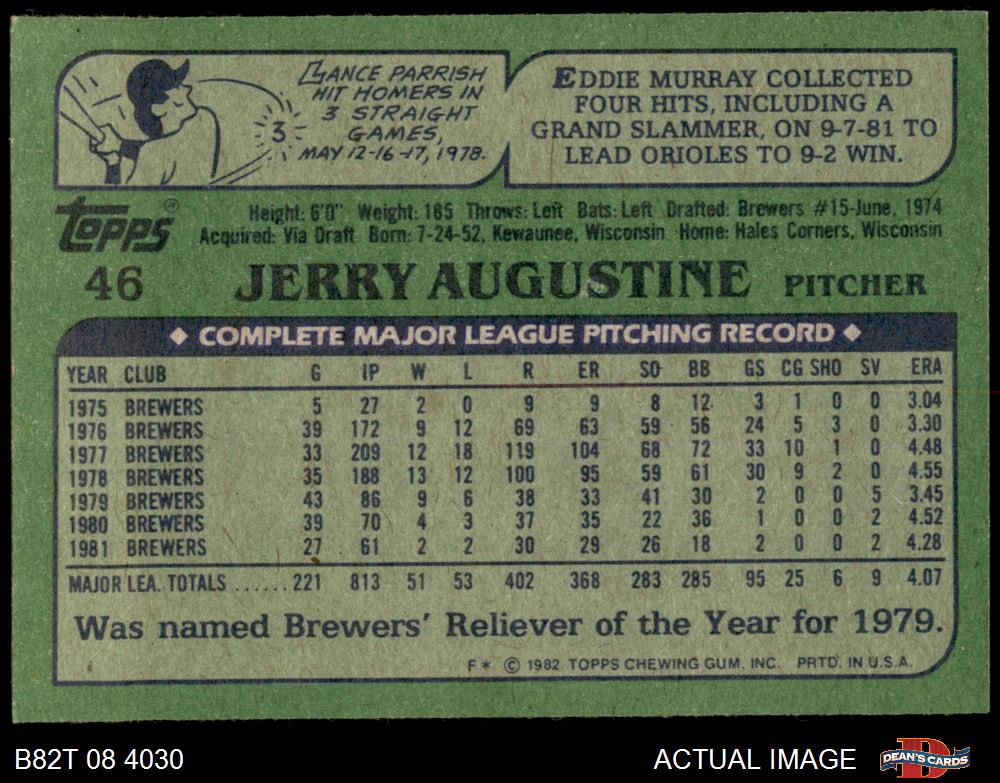 LANCE PARRISH
HIT HOMERS IN
3 STRAIGHT
GAMES,
MAY 12-16-17, 1978.
3
EDDIE MURRAY COLLECTED
FOUR HITS, INCLUDING A
GRAND SLAMMER, ON 9-7-81 TO
LEAD ORIOLES TO 9-2 WIN.
topps®
Height: 6'0" Weight: 185 Throws: Left Bats: Left Drafted: Brewers #15-June, 1974
Acquired: Via Draft Born: 7-24-52, Kewaunee, Wisconsin Home: Hales Corners, Wisconsin
46 JERRY AUGUSTINE PITCHER
◆ COMPLETE MAJOR LEAGUE PITCHING RECORD ◆
YEAR CLUB G IP W L R ER SO BB GS CG SHO SV ERA
1975 BREWERS 5 27 2 0 9 9 8 12 3 1 0 0 3.04
1976 BREWERS 39 172 9 12 69 63 59 56 24 5 3 0 3.30
1977 BREWERS 33 209 12 18 119 104 68 72 33 10 1 0 4.48
1978 BREWERS 35 188 13 12 100 95 59 61 30 9 2 0 4.55
1979 BREWERS 43 86 9 6 38 33 41 30 2 0 0 5 3.45
1980 BREWERS 39 70 4 3 37 35 22 36 1 0 0 2 4.52
1981 BREWERS 27 61 2 2 30 29 26 18 2 0 0 2 4.28
MAJOR LEA. TOTALS ......221 813 51 53 402 368 283 285 95 25 6 9 4.07
Was named Brewers' Reliever of the Year for 1979.
F * © 1982 TOPPS CHEWING GUM, INC. PRTD. IN U.S.A.
B82T 08 4030 ACTUAL IMAGE DEAN'S CARDS